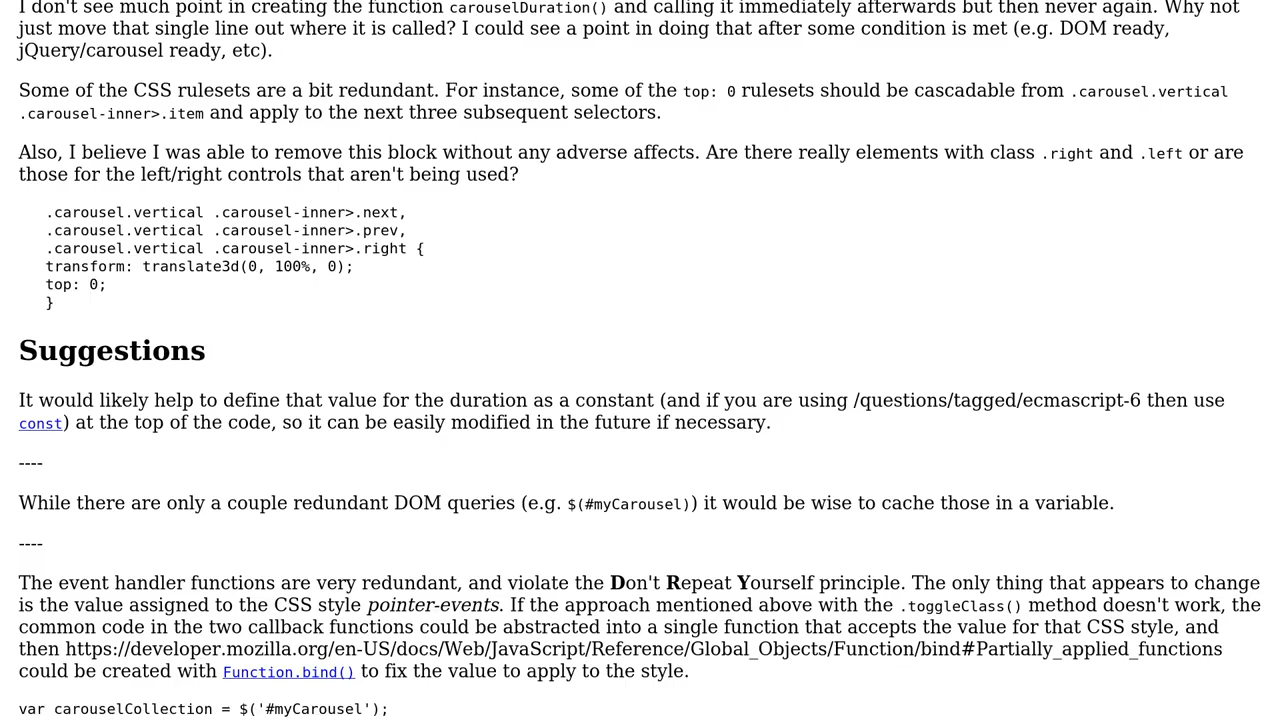 I don't see much point in creating the function carouselDuration() and calling it immediately afterwards but then never again. Why not
just move that single line out where it is called? I could see a point in doing that after some condition is met (e.g. DOM ready,
jQuery/carousel ready, etc).
Some of the CSS rulesets are a bit redundant. For instance, some of the top: 0 rulesets should be cascadable from .carousel.vertical
.carousel-inner>.item and apply to the next three subsequent selectors.
Also, I believe I was able to remove this block without any adverse affects. Are there really elements with class .right and .left or are
those for the left/right controls that aren't being used?
.carousel.vertical .carousel-inner>.next,
.carousel.vertical .carousel-inner>.prev,
.carousel.vertical .carousel-inner>.right {
transform: translate3d(0, 100%, 0);
top: 0;
}
Suggestions
It would likely help to define that value for the duration as a constant (and if you are using /questions/tagged/ecmascript-6 then use
const) at the top of the code, so it can be easily modified in the future if necessary.
----
While there are only a couple redundant DOM queries (e.g. $(#myCarousel)) it would be wise to cache those in a variable.
----
The event handler functions are very redundant, and violate the Don't Repeat Yourself principle. The only thing that appears to change
is the value assigned to the CSS style pointer-events. If the approach mentioned above with the .toggleClass() method doesn't work, the
common code in the two callback functions could be abstracted into a single function that accepts the value for that CSS style, and
then https://developer.mozilla.org/en-US/docs/Web/JavaScript/Reference/Global_Objects/Function/bind#Partially_applied_functions
could be created with Function.bind() to fix the value to apply to the style.
var carouselCollection = $('#myCarousel');